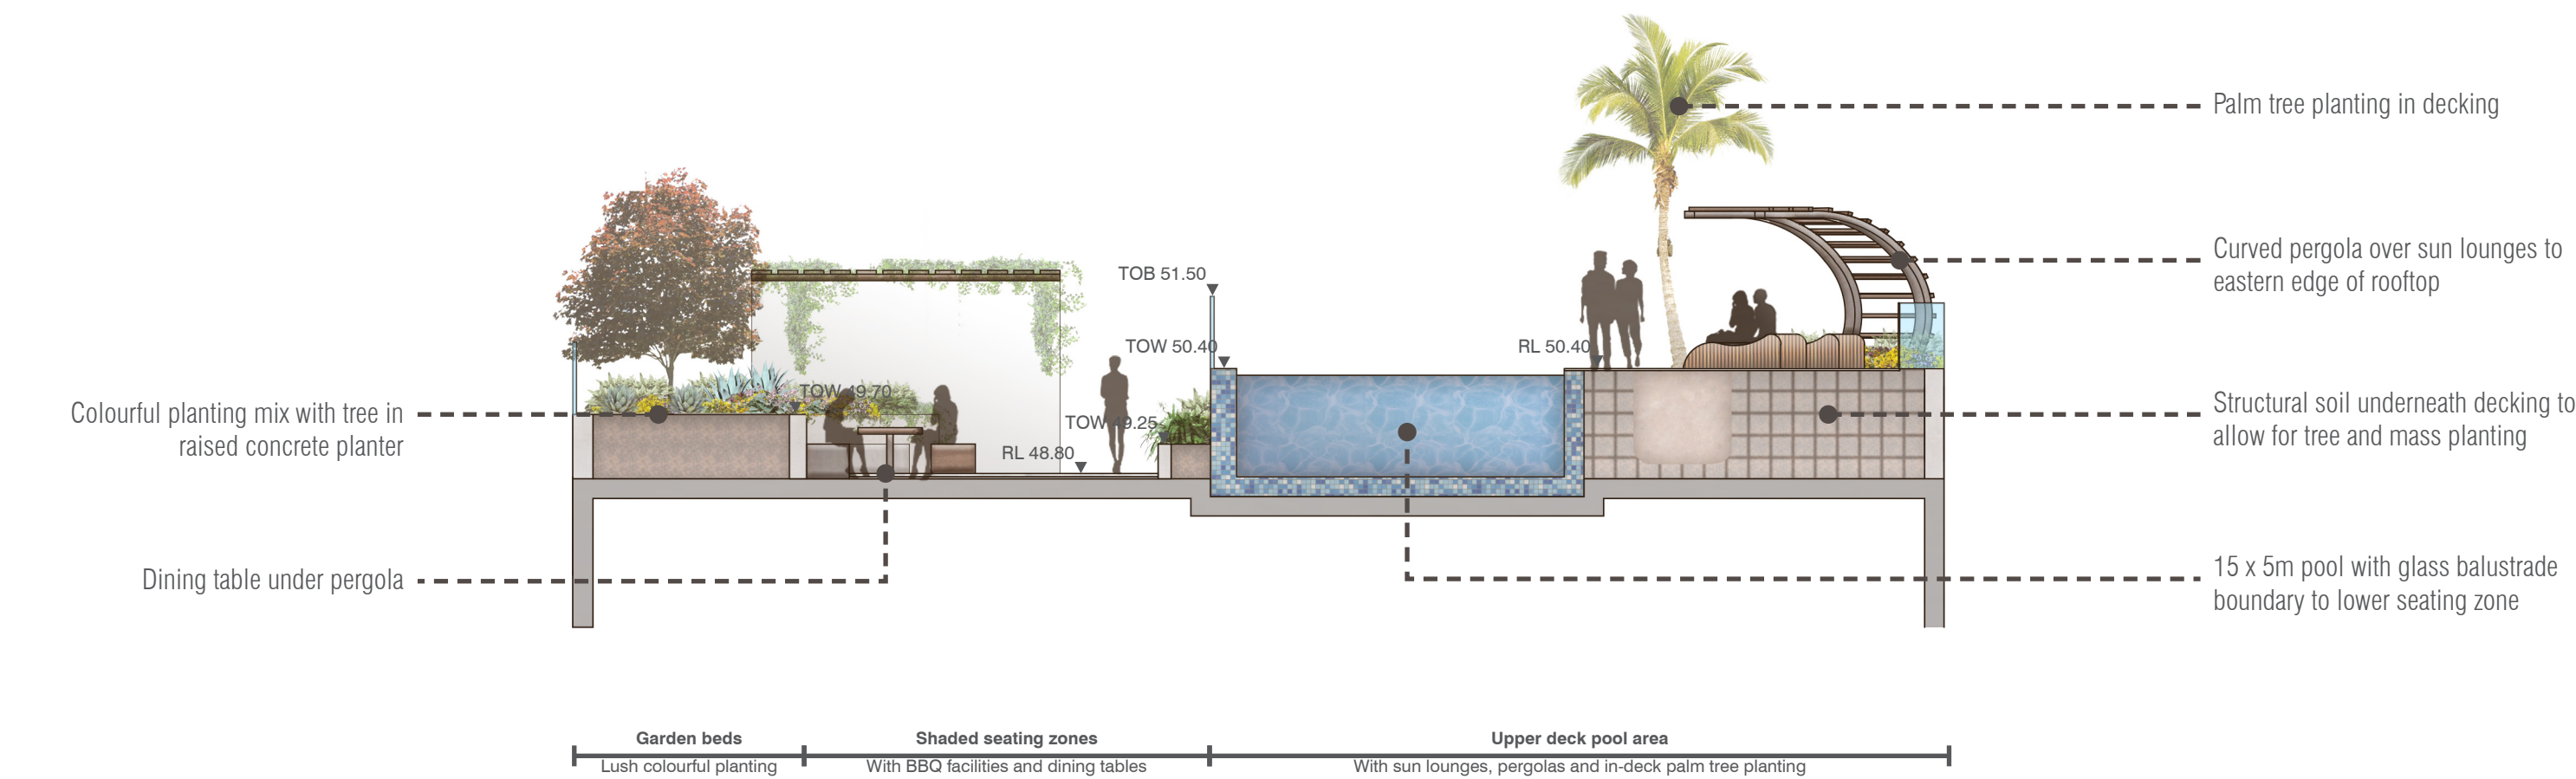 Palm tree planting in decking
Curved pergola over sun lounges to
eastern edge of rooftop
TOB 51.50
TOW 50.40
RL 50.40
TOW 49.70
TOW 49.25
RL 48.80
Colourful planting mix with tree in
raised concrete planter
Structural soil underneath decking to
allow for tree and mass planting
Dining table under pergola
15 x 5m pool with glass balustrade
boundary to lower seating zone
Garden beds
Lush colourful planting
Shaded seating zones
With BBQ facilities and dining tables
Upper deck pool area
With sun lounges, pergolas and in-deck palm tree planting